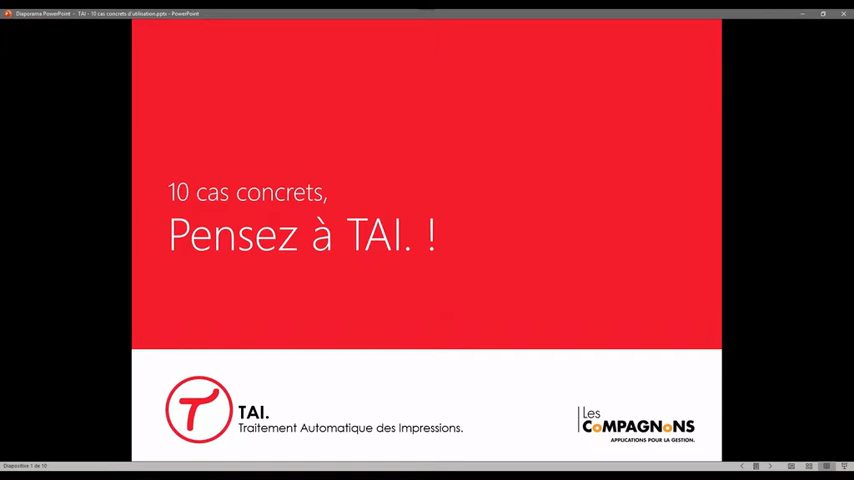 Diaporama PowerPoint - TAI - 10 cas concrets d'utilisation.pptx - PowerPoint
10 cas concrets,
Pensez à TAI. !
TAI.
Traitement Automatique des Impressions.
Les
CoMPAGNoNS
APPLICATIONS POUR LA GESTION.
Diapositive 1 de 10